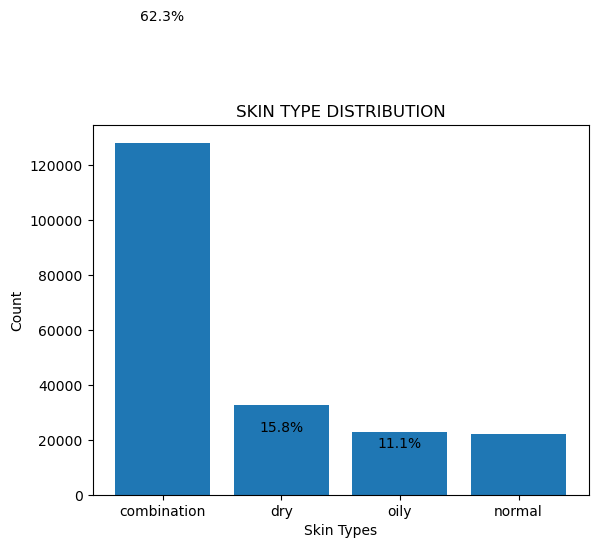 62.3%
SKIN TYPE DISTRIBUTION
120000
100000
80000
60000
40000
20000
0
Count
15.8%
11.1%
combination
dry
oily
normal
Skin Types